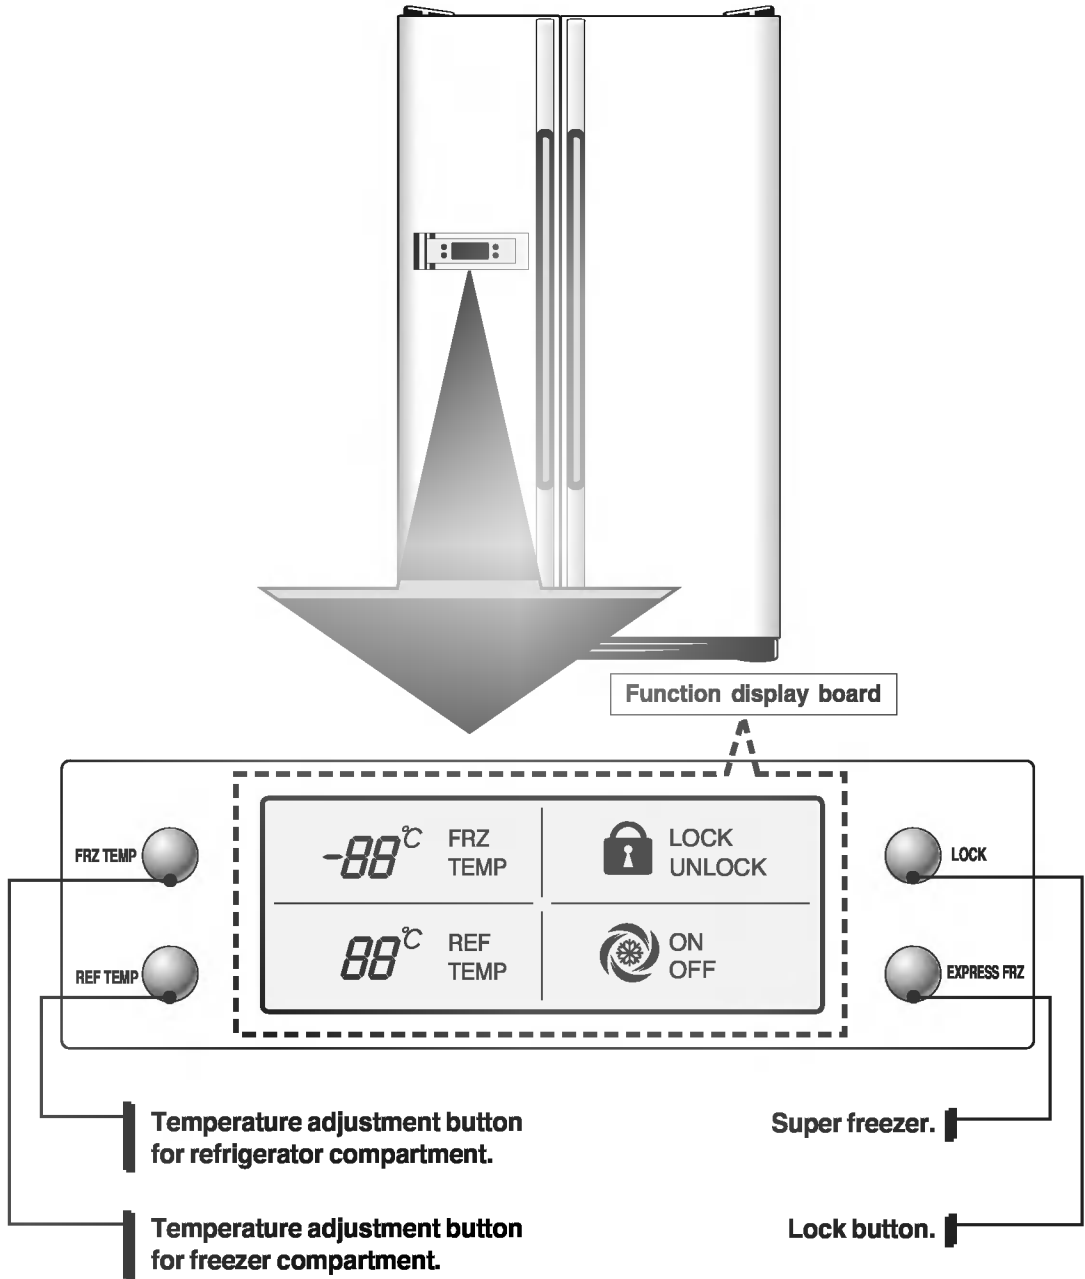 Function display board
FRZ TEMP
-88°C FRZ
TEMP
LOCK
UNLOCK
LOCK
REF TEMP
88°C REF
TEMP
ON
OFF
EXPRESS FRZ
Temperature adjustment button
for refrigerator compartment.
Super freezer.
Temperature adjustment button
for freezer compartment.
Lock button.